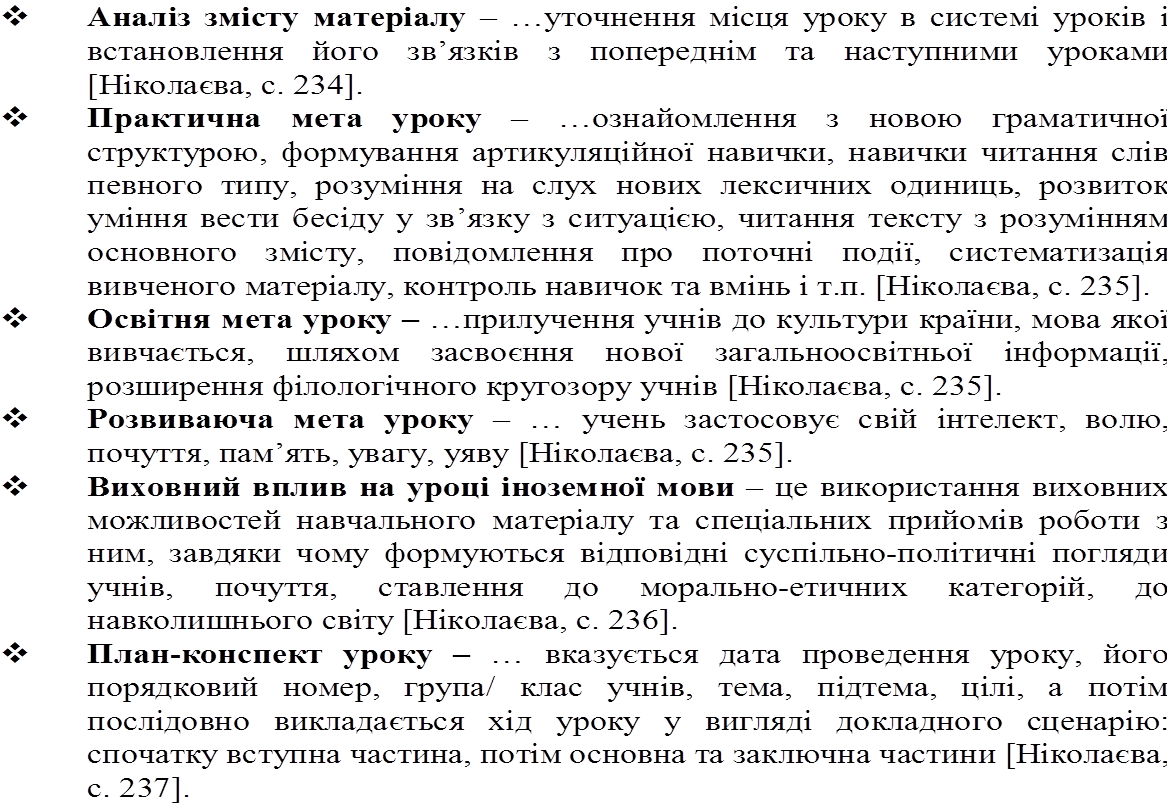 ❖ Аналіз змісту матеріалу – …уточнення місця уроку в системі уроків і
встановлення його зв’язків з попереднім та наступними уроками
[Ніколаєва, с. 234].
❖ Практична мета уроку – …ознайомлення з новою граматичної
структурою, формування артикуляційної навички, навички читання слів
певного типу, розуміння на слух нових лексичних одиниць, розвиток
уміння вести бесіду у зв’язку з ситуацією, читання тексту з розумінням
основного змісту, повідомлення про поточні події, систематизація
вивченого матеріалу, контроль навичок та вмінь і т.п. [Ніколаєва, с. 235].
❖ Освітня мета уроку – …прилучення учнів до культури країни, мова якої
вивчається, шляхом засвоєння нової загальноосвітньої інформації,
розширення філологічного кругозору учнів [Ніколаєва, с. 235].
❖ Розвиваюча мета уроку – … учень застосовує свій інтелект, волю,
почуття, пам’ять, увагу, уяву [Ніколаєва, с. 235].
❖ Виховний вплив на уроці іноземної мови – це використання виховних
можливостей навчального матеріалу та спеціальних прийомів роботи з
ним, завдяки чому формуються відповідні суспільно-політичні погляди
учнів, почуття, ставлення до морально-етичних категорій, до
навколишнього світу [Ніколаєва, с. 236].
❖ План-конспект уроку – … вказується дата проведення уроку, його
порядковий номер, група/ клас учнів, тема, підтема, цілі, а потім
послідовно викладається хід уроку у вигляді докладного сценарію:
спочатку вступна частина, потім основна та заключна частини [Ніколаєва,
с. 237].